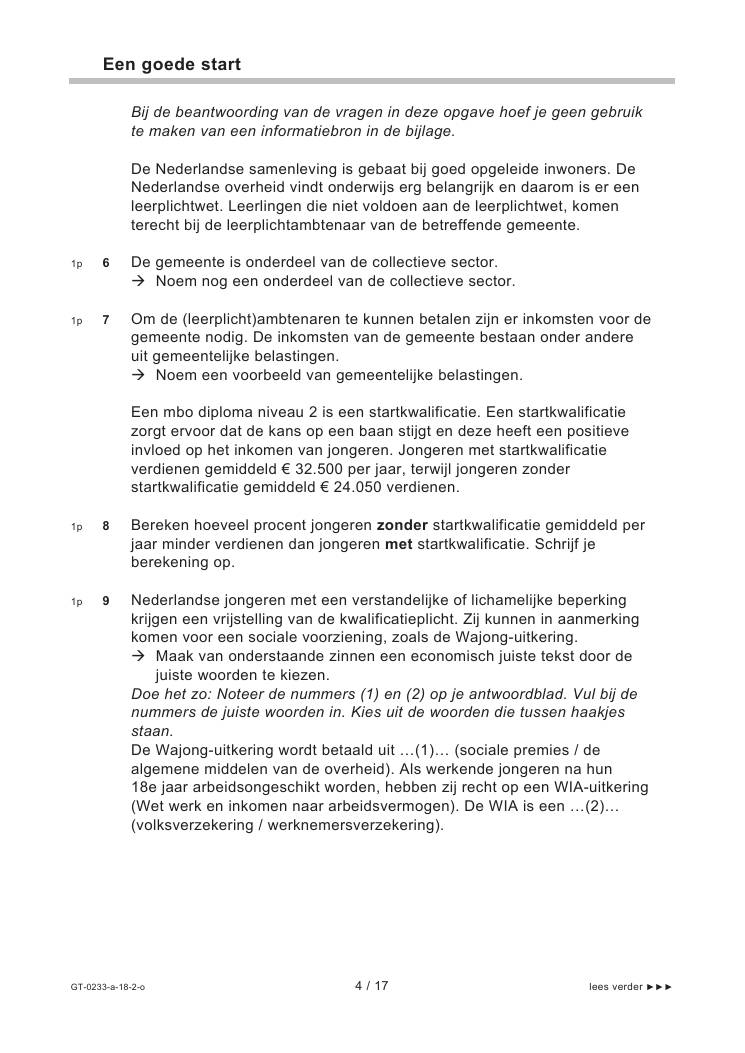 Een goede start
Bij de beantwoording van de vragen in deze opgave hoef je geen gebruik
te maken van een informatiebron in de bijlage.
De Nederlandse samenleving is gebaat bij goed opgeleide inwoners. De
Nederlandse overheid vindt onderwijs erg belangrijk en daarom is er een
leerplichtwet. Leerlingen die niet voldoen aan de leerplichtwet, komen
terecht bij de leerplichtambtenaar van de betreffende gemeente.
1p 6 De gemeente is onderdeel van de collectieve sector.
→ Noem nog een onderdeel van de collectieve sector.
1p 7 Om de (leerplicht)ambtenaren te kunnen betalen zijn er inkomsten voor de
gemeente nodig. De inkomsten van de gemeente bestaan onder andere
uit gemeentelijke belastingen.
→ Noem een voorbeeld van gemeentelijke belastingen.
Een mbo diploma niveau 2 is een startkwalificatie. Een startkwalificatie
zorgt ervoor dat de kans op een baan stijgt en deze heeft een positieve
invloed op het inkomen van jongeren. Jongeren met startkwalificatie
verdienen gemiddeld € 32.500 per jaar, terwijl jongeren zonder
startkwalificatie gemiddeld € 24.050 verdienen.
1p 8 Bereken hoeveel procent jongeren zonder startkwalificatie gemiddeld per
jaar minder verdienen dan jongeren met startkwalificatie. Schrijf je
berekening op.
1p 9 Nederlandse jongeren met een verstandelijke of lichamelijke beperking
krijgen een vrijstelling van de kwalificatieplicht. Zij kunnen in aanmerking
komen voor een sociale voorziening, zoals de Wajong-uitkering.
→ Maak van onderstaande zinnen een economisch juiste tekst door de
juiste woorden te kiezen.
Doe het zo: Noteer de nummers (1) en (2) op je antwoordblad. Vul bij de
nummers de juiste woorden in. Kies uit de woorden die tussen haakjes
staan.
De Wajong-uitkering wordt betaald uit …(1)… (sociale premies / de
algemene middelen van de overheid). Als werkende jongeren na hun
18e jaar arbeidsongeschikt worden, hebben zij recht op een WIA-uitkering
(Wet werk en inkomen naar arbeidsvermogen). De WIA is een …(2)…
(volksverzekering / werknemersverzekering).
GT-0233-a-18-2-o 4 / 17 lees verder ►►►